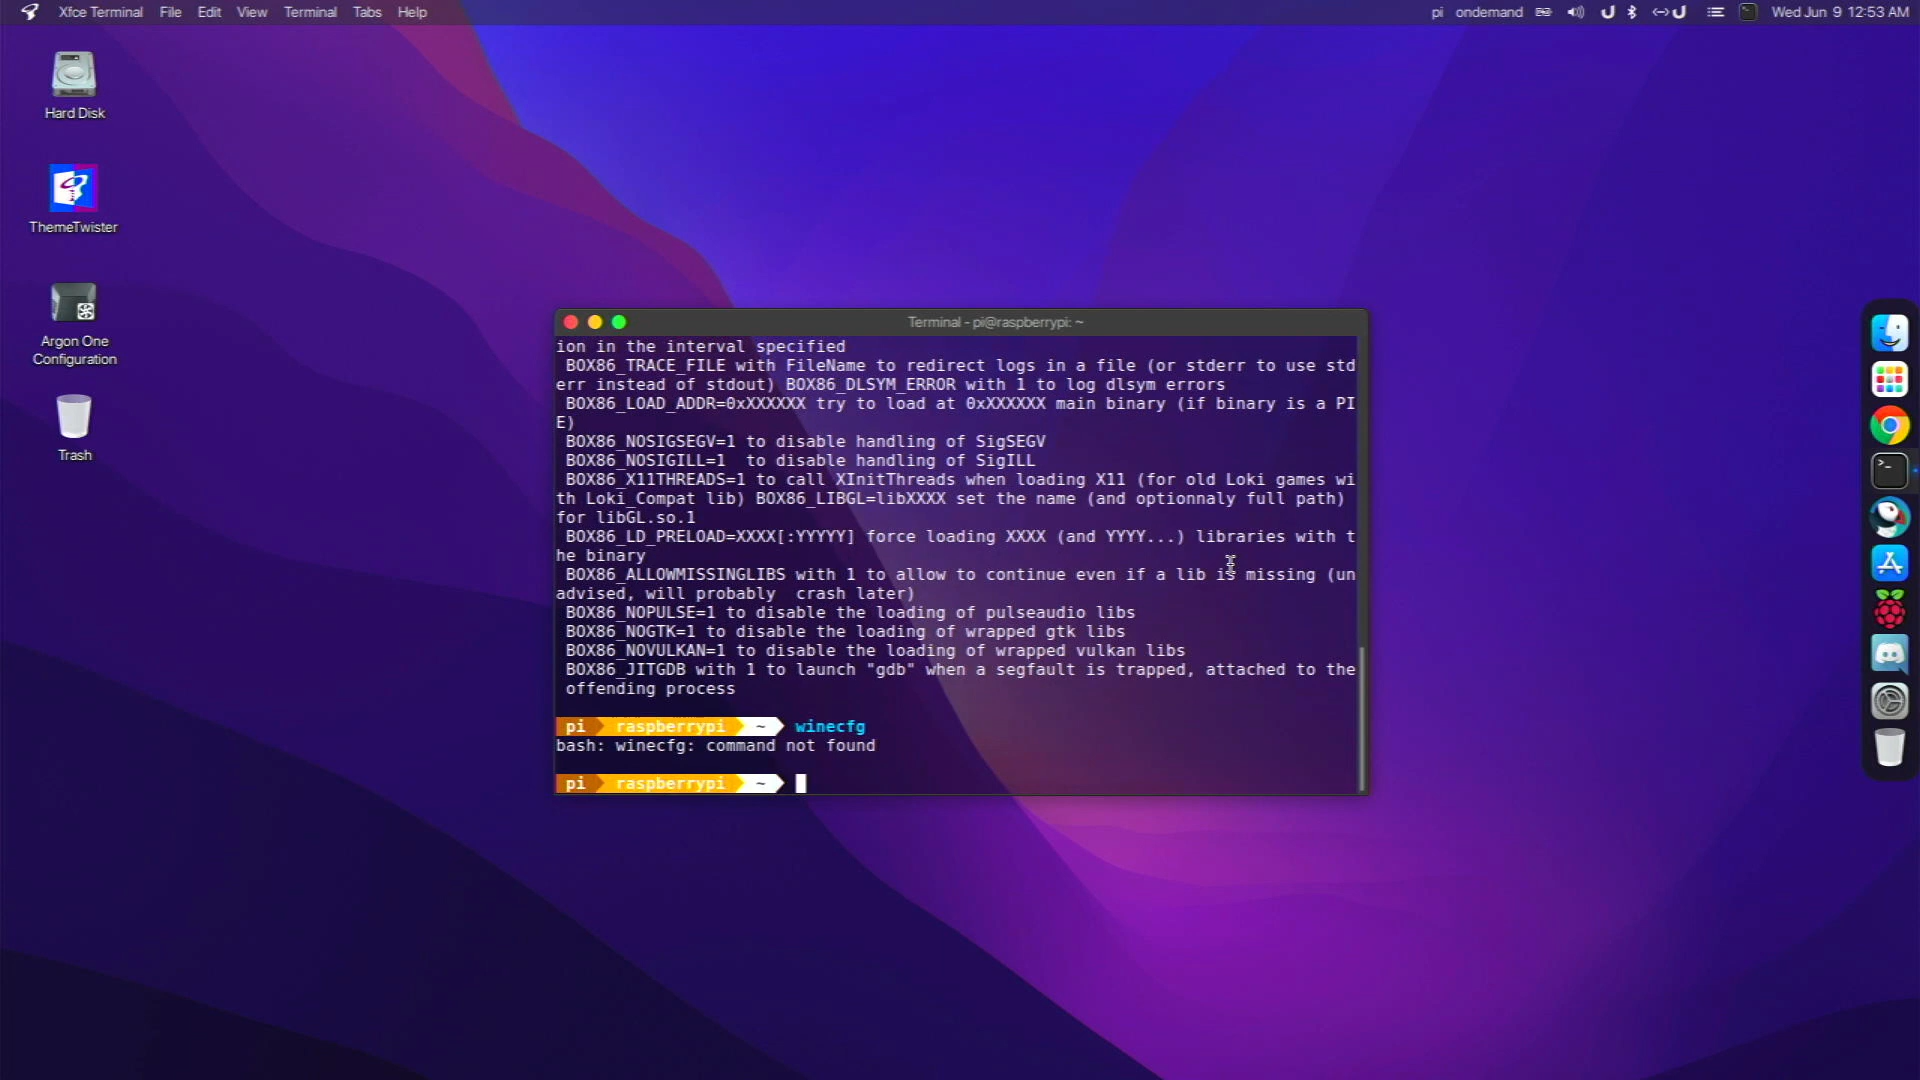 Xfce Terminal File Edit View Terminal Tabs Help
pi ondemand Wed Jun 9 12:53 AM
Hard Disk
ThemeTwister
Argon One
Configuration
Trash
Terminal - pi@raspberrypi: ~
ion in the interval specified
BOX86_TRACE_FILE with FileName to redirect logs in a file (or stderr to use std
err instead of stdout) BOX86_DLSYM_ERROR with 1 to log dlsym errors
BOX86_LOAD_ADDR=0xXXXXXX try to load at 0xXXXXXX main binary (if binary is a PI
E)
BOX86_NOSIGSEGV=1 to disable handling of SigSEGV
BOX86_NOSIGILL=1  to disable handling of SigILL
BOX86_X11THREADS=1 to call XInitThreads when loading X11 (for old Loki games wi
th Loki_Compat lib) BOX86_LIBGL=libXXXX set the name (and optionnaly full path)
for libGL.so.1
BOX86_LD_PRELOAD=XXXX[:YYYYY] force loading XXXX (and YYYY...) libraries with t
he binary
BOX86_ALLOWMISSINGLIBS with 1 to allow to continue even if a lib is missing (un
advised, will probably  crash later)
BOX86_NOPULSE=1 to disable the loading of pulseaudio libs
BOX86_NOGTK=1 to disable the loading of wrapped gtk libs
BOX86_NOVULKAN=1 to disable the loading of wrapped vulkan libs
BOX86_JITGDB with 1 to launch "gdb" when a segfault is trapped, attached to the
offending process
pi raspberrypi ~ winecfg
bash: winecfg: command not found
pi raspberrypi ~